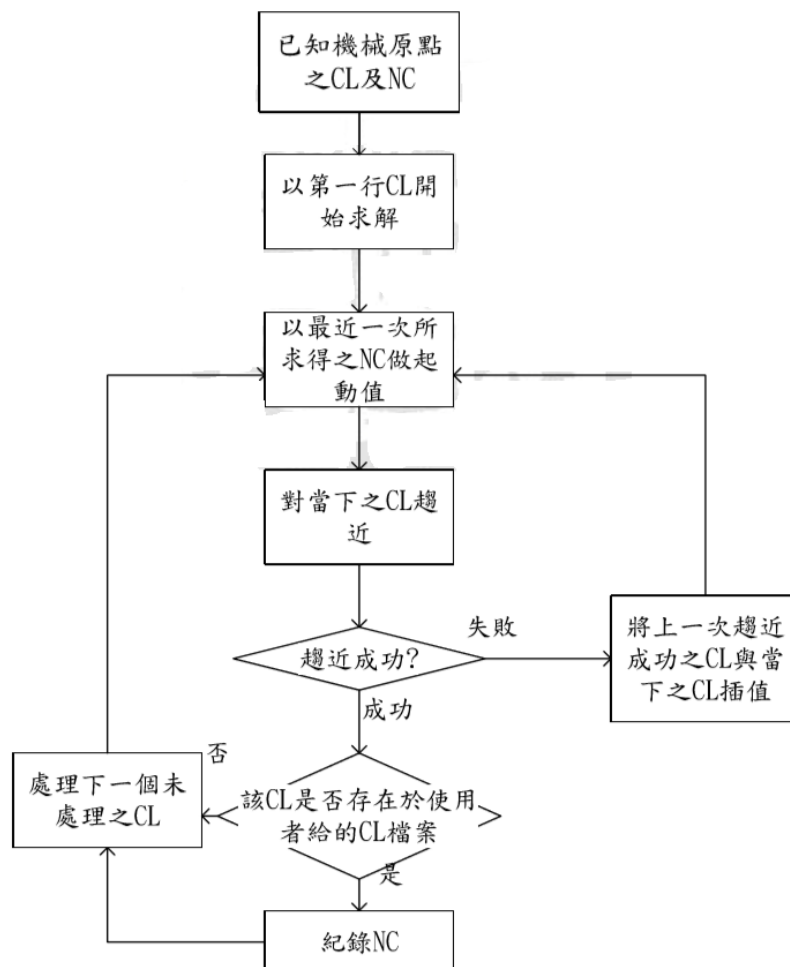 已知機械原點
之CL及NC
以第一行CL開
始求解
以最近一次所
求得之NC做起
動值
對當下之CL趨
近
趨近成功?
失敗
將上一次趨近
成功之CL與當
下之CL插值
成功
該CL是否存在於使用
者給的CL檔案
否
處理下一個未
處理之CL
是
紀錄NC